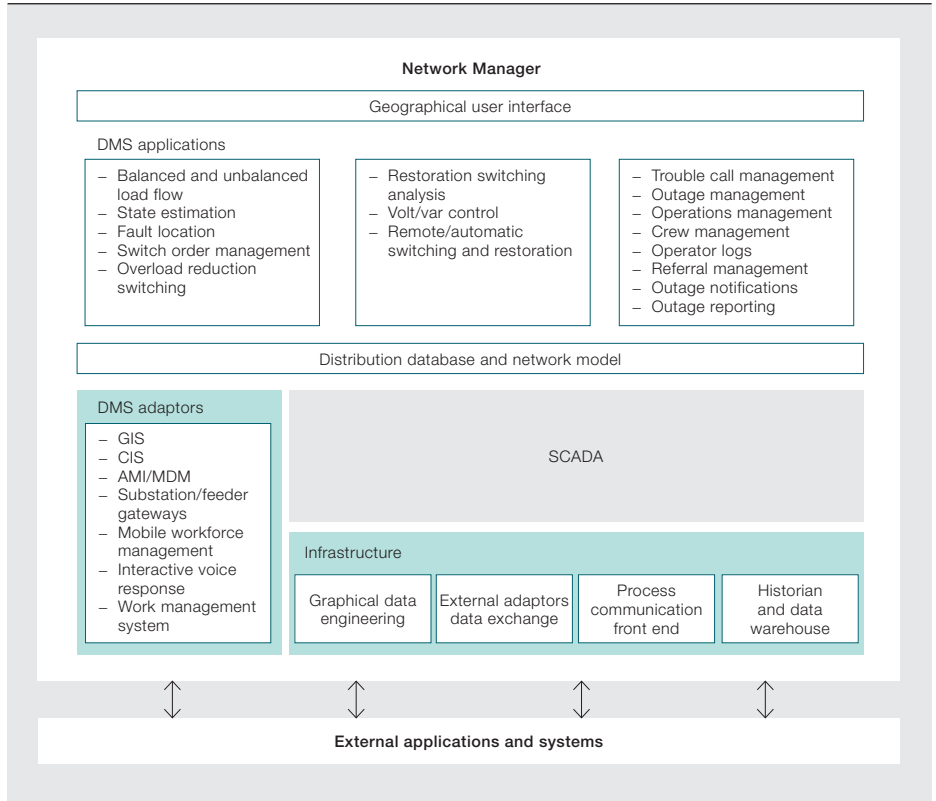 Network Manager
Geographical user interface
DMS applications
– Balanced and unbalanced
load flow
– State estimation
– Fault location
– Switch order management
– Overload reduction
switching
– Restoration switching
analysis
– Volt/var control
– Remote/automatic
switching and restoration
– Trouble call management
– Outage management
– Operations management
– Crew management
– Operator logs
– Referral management
– Outage notifications
– Outage reporting
Distribution database and network model
DMS adaptors
– GIS
– CIS
– AMI/MDM
– Substation/feeder
gateways
– Mobile workforce
management
– Interactive voice
response
– Work management
system
SCADA
Infrastructure
Graphical data
engineering
External adaptors
data exchange
Process
communication
front end
Historian
and data
warehouse
External applications and systems